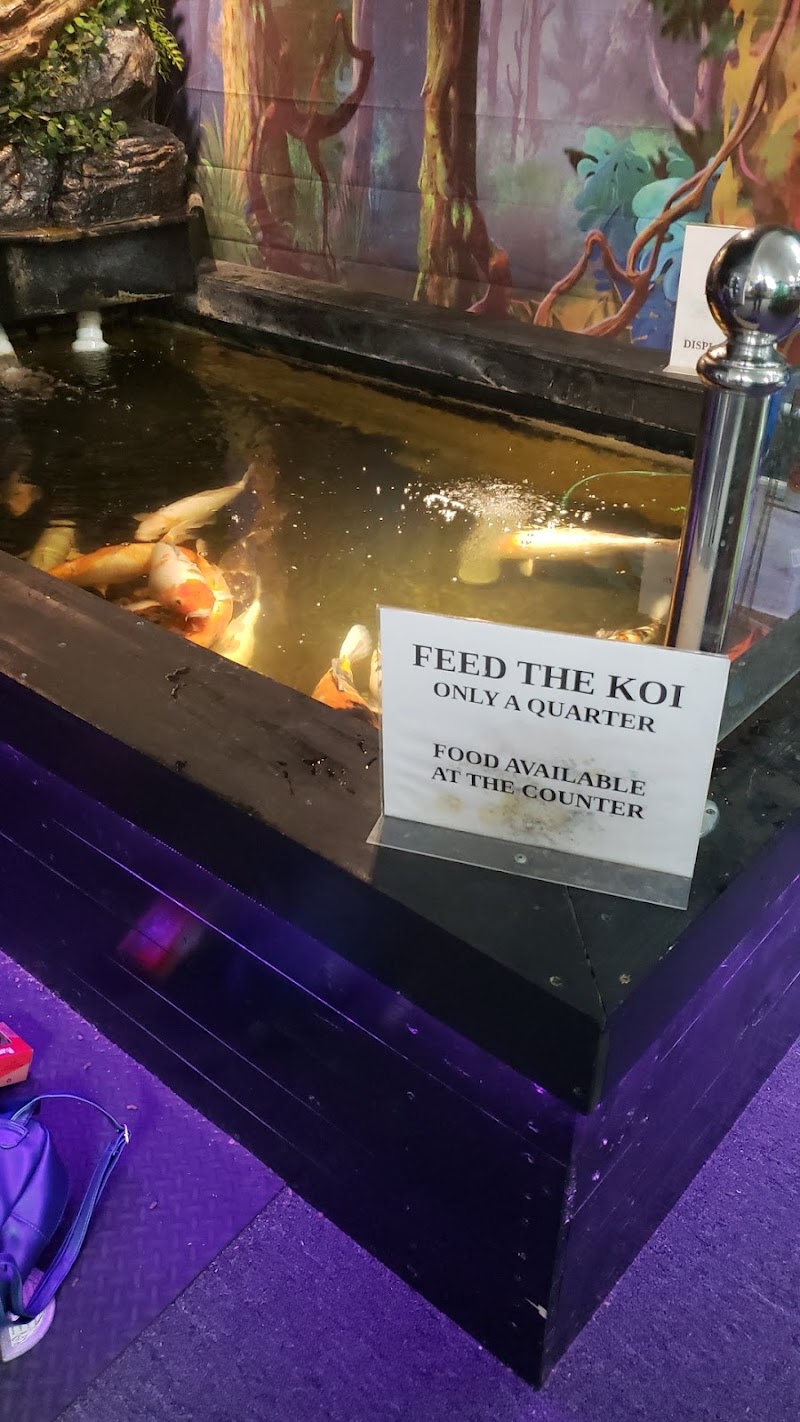 FEED THE KOI
ONLY A QUARTER
FOOD AVAILABLE
AT THE COUNTER